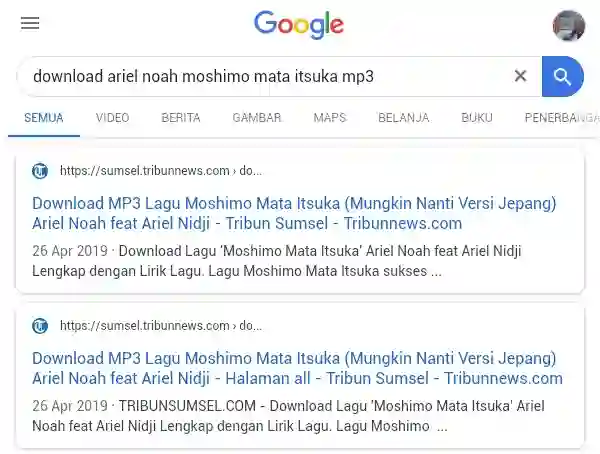 Google
download ariel noah moshimo mata itsuka mp3
SEMUA VIDEO BERITA GAMBAR MAPS BELANJA BUKU
https://sumsel.tribunnews.com › do...
Download MP3 Lagu Moshimo Mata Itsuka (Mungkin Nanti Versi Jepang)
Ariel Noah feat Ariel Nidji - Tribun Sumsel - Tribunnews.com
26 Apr 2019 · Download Lagu 'Moshimo Mata Itsuka' Ariel Noah feat Ariel Nidji
Lengkap dengan Lirik Lagu. Lagu Moshimo Mata Itsuka sukses ...
https://sumsel.tribunnews.com › do...
Download MP3 Lagu Moshimo Mata Itsuka (Mungkin Nanti Versi Jepang)
Ariel Noah feat Ariel Nidji - Halaman all - Tribun Sumsel - Tribunnews.com
26 Apr 2019 · TRIBUNSUMSEL.COM - Download Lagu 'Moshimo Mata Itsuka' Ariel
Noah feat Ariel Nidji Lengkap dengan Lirik Lagu. Lagu Moshimo ...